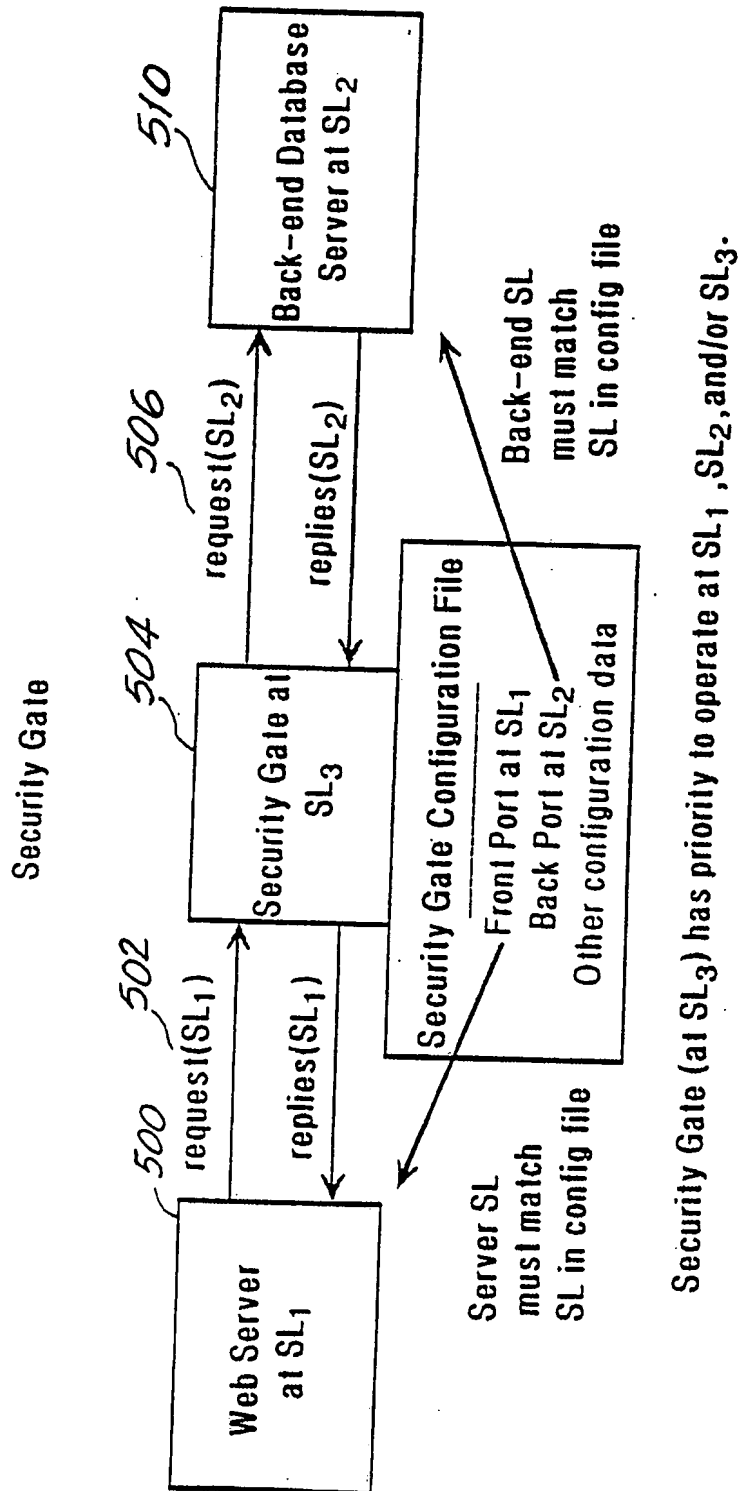 Security Gate
500
502
504
506
510
Web Server
at SL1
request(SL1)
replies(SL1)
Security Gate at
SL3
request(SL2)
replies(SL2)
Back-end Database
Server at SL2
Server SL
must match
SL in config file
Security Gate Configuration File
Front Port at SL1
Back Port at SL2
Other configuration data
Back-end SL
must match
SL in config file
Security Gate (at SL3) has priority to operate at SL1 ,SL2,and/or SL3.